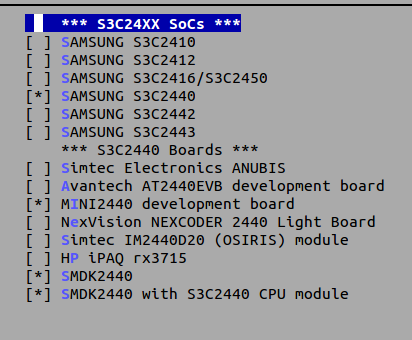 *** S3C24XX SoCs ***
[ ] SAMSUNG S3C2410
[ ] SAMSUNG S3C2412
[ ] SAMSUNG S3C2416/S3C2450
[*] SAMSUNG S3C2440
[ ] SAMSUNG S3C2442
[ ] SAMSUNG S3C2443
*** S3C2440 Boards ***
[ ] Simtec Electronics ANUBIS
[ ] Avantech AT2440EVB development board
[*] MINI2440 development board
[ ] NexVision NEXCODER 2440 Light Board
[ ] Simtec IM2440D20 (OSIRIS) module
[ ] HP iPAQ rx3715
[*] SMDK2440
[*] SMDK2440 with S3C2440 CPU module